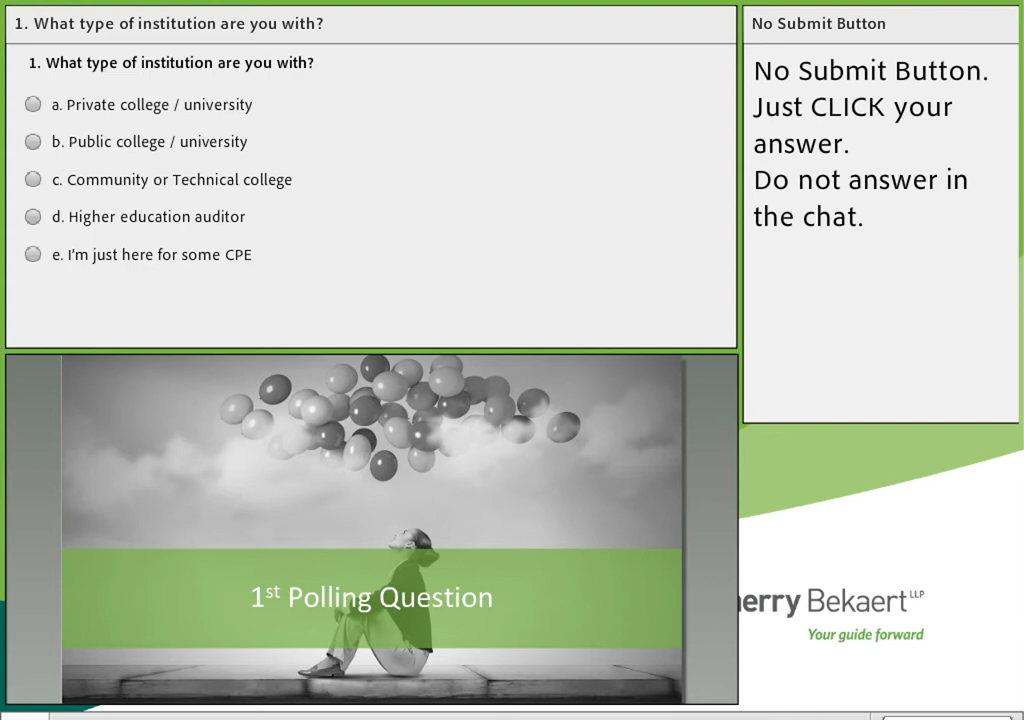 1. What type of institution are you with?
1. What type of institution are you with?
a. Private college / university
b. Public college / university
c. Community or Technical college
d. Higher education auditor
e. I'm just here for some CPE
No Submit Button
No Submit Button.
Just CLICK your
answer.
Do not answer in
the chat.
1st Polling Question
Bekaert LLP
Your guide forward